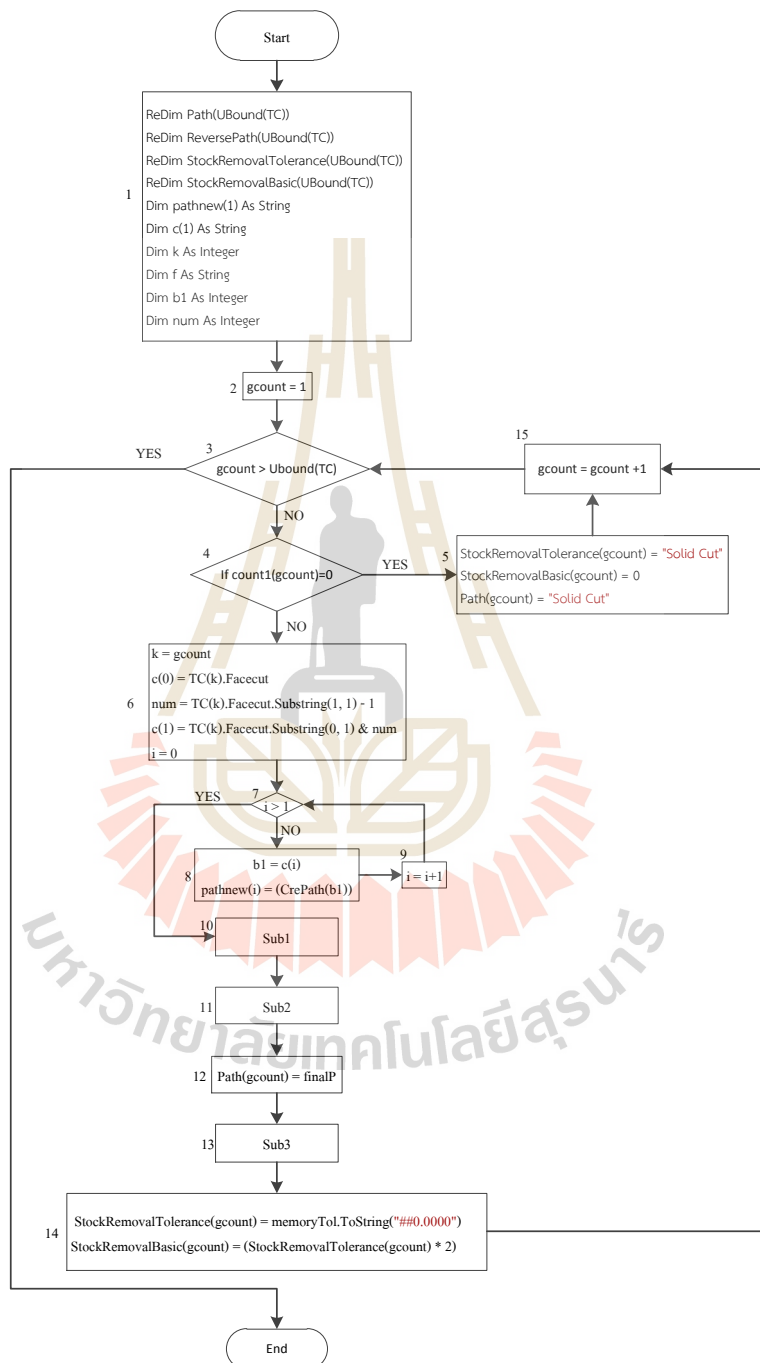 Start
1
ReDim Path(UBound(TC))
ReDim ReversePath(UBound(TC))
ReDim StockRemovalTolerance(UBound(TC))
ReDim StockRemovalBasic(UBound(TC))
Dim pathnew(1) As String
Dim c(1) As String
Dim k As Integer
Dim f As String
Dim b1 As Integer
Dim num As Integer
2
gcount = 1
3
gcount > Ubound(TC)
YES
NO
15
gcount = gcount +1
4
If count1(gcount)=0
YES
NO
5
StockRemovalTolerance(gcount) = "Solid Cut"
StockRemovalBasic(gcount) = 0
Path(gcount) = "Solid Cut"
6
k = gcount
c(0) = TC(k).Facecut
num = TC(k).Facecut.Substring(1, 1) - 1
c(1) = TC(k).Facecut.Substring(0, 1) & num
i = 0
7
i > 1
YES
NO
8
b1 = c(i)
pathnew(i) = (CrePath(b1))
9
i = i+1
10
Sub1
11
Sub2
12
Path(gcount) = finalP
13
Sub3
14
StockRemovalTolerance(gcount) = memoryTol.ToString("##0.0000")
StockRemovalBasic(gcount) = (StockRemovalTolerance(gcount) * 2)
End
มหาวิทยาลัยเทคโนโลยีสุรนารี